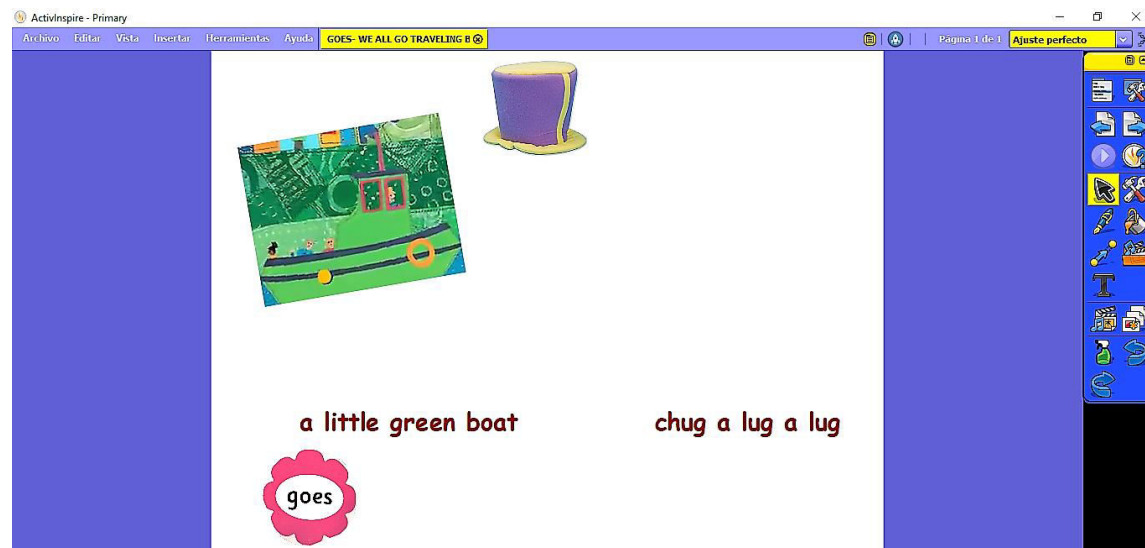 ActivInspire - Primary
Archivo Editar Vista Insertar Herramientas Ayuda GOES- WE ALL GO TRAVELING B Página 1 de 1 Ajuste perfecto
a little green boat chug a lug a lug
goes